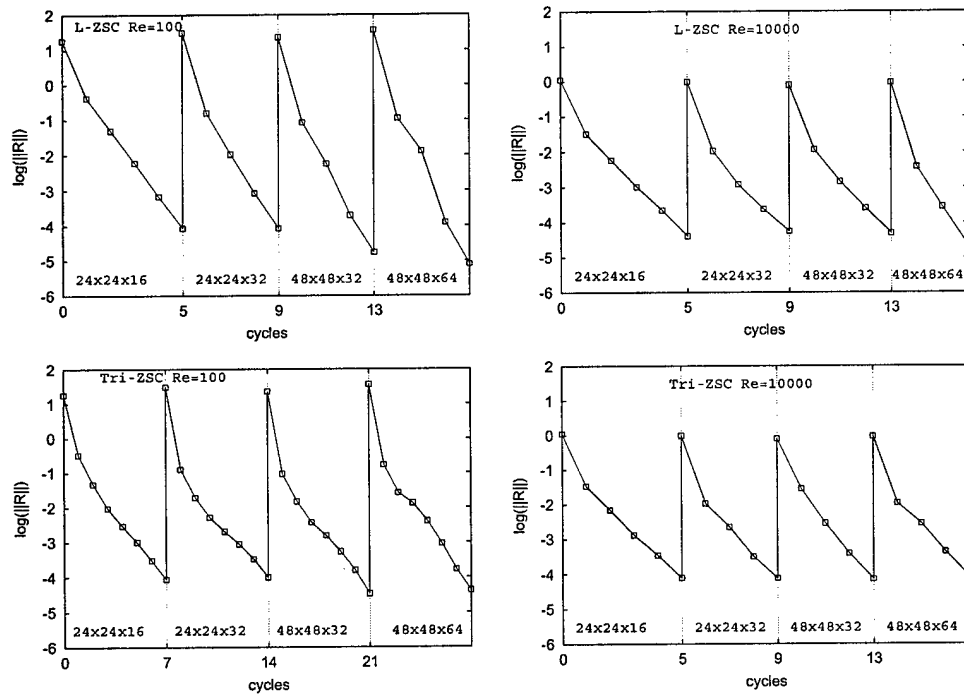 L-ZSC Re=100
2
1
0
-1
-2
-3
-4
-5
-6
log(||R||)
24x24x16 24x24x32 48x48x32 48x48x64
0 5 9 13
cycles
L-ZSC Re=10000
2
1
0
-1
-2
-3
-4
-5
-6
log(||R||)
24x24x16 24x24x32 48x48x32 48x48x64
0 5 9 13
cycles
Tri-ZSC Re=100
2
1
0
-1
-2
-3
-4
-5
-6
log(||R||)
24x24x16 24x24x32 48x48x32 48x48x64
0 7 14 21
cycles
Tri-ZSC Re=10000
2
1
0
-1
-2
-3
-4
-5
-6
log(||R||)
24x24x16 24x24x32 48x48x32 48x48x64
0 5 9 13
cycles